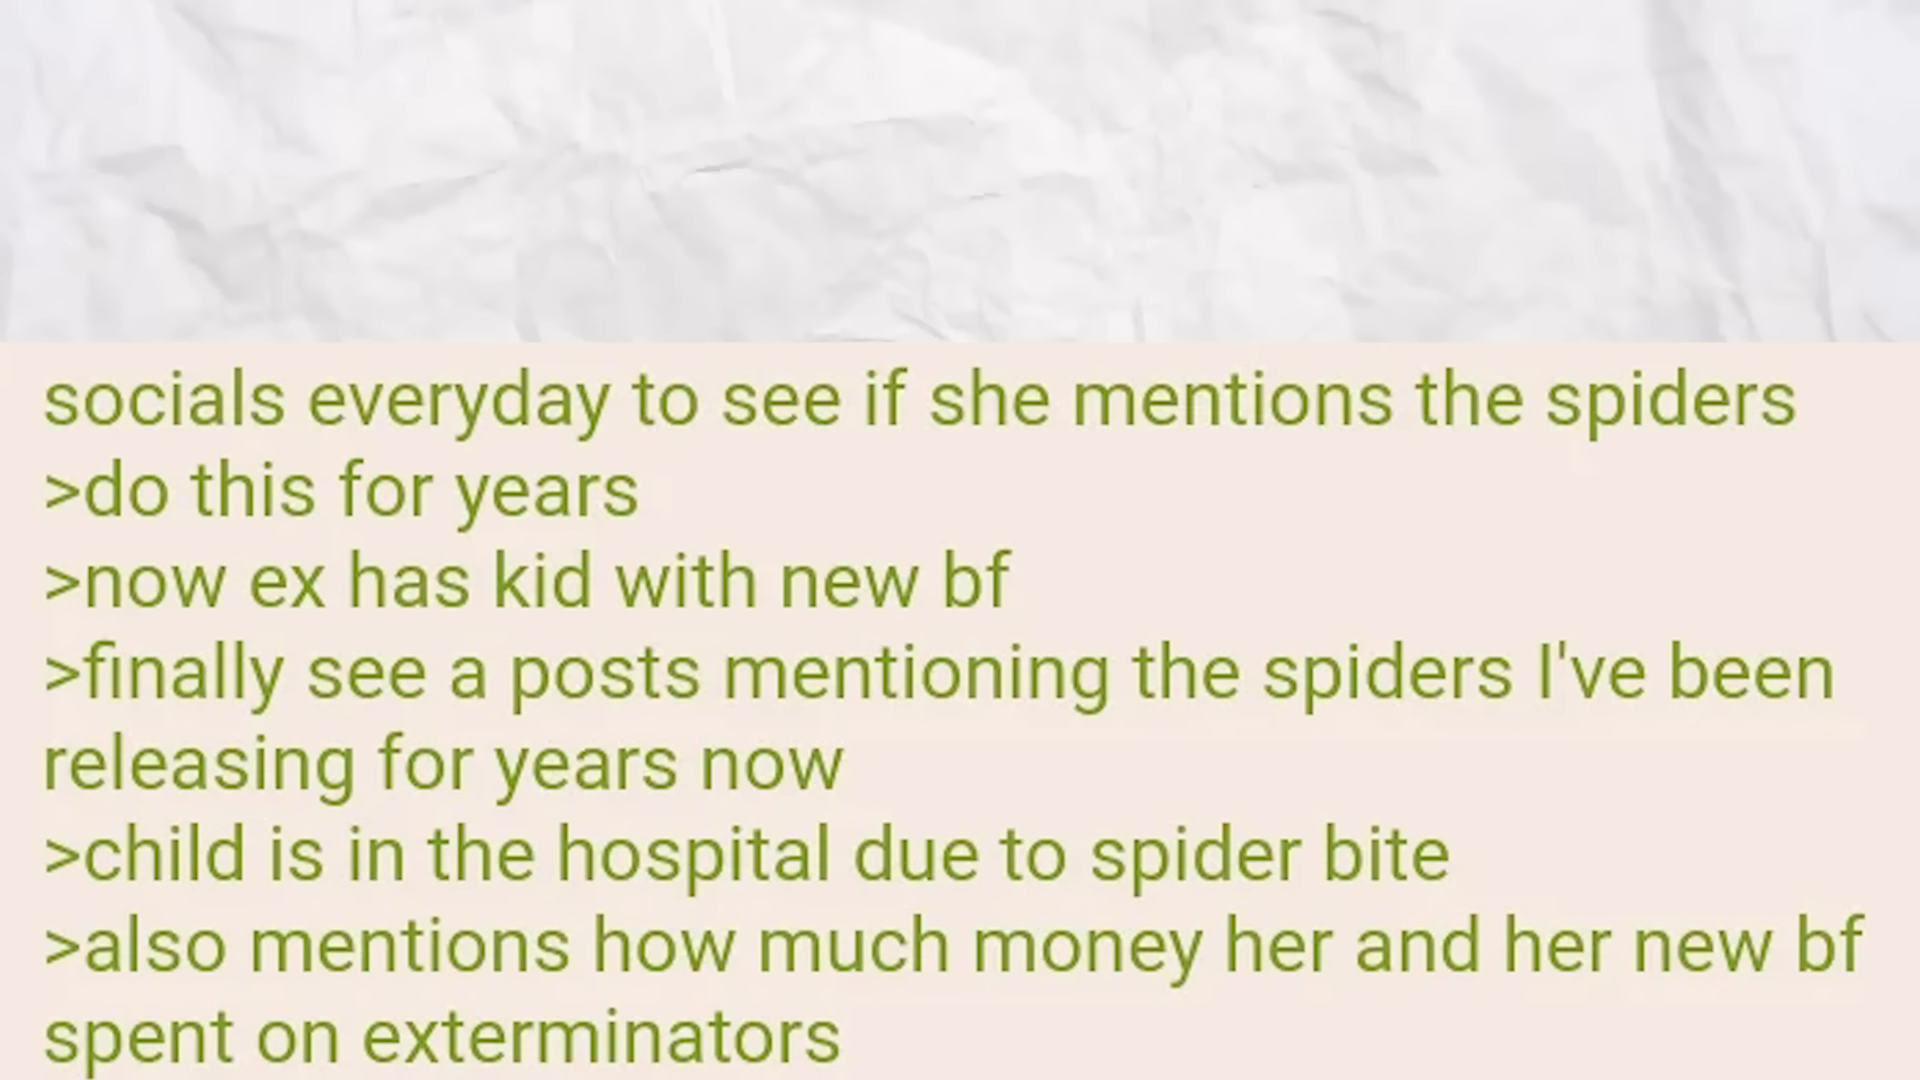 socials everyday to see if she mentions the spiders
>do this for years
>now ex has kid with new bf
>finally see a posts mentioning the spiders I've been
releasing for years now
>child is in the hospital due to spider bite
>also mentions how much money her and her new bf
spent on exterminators